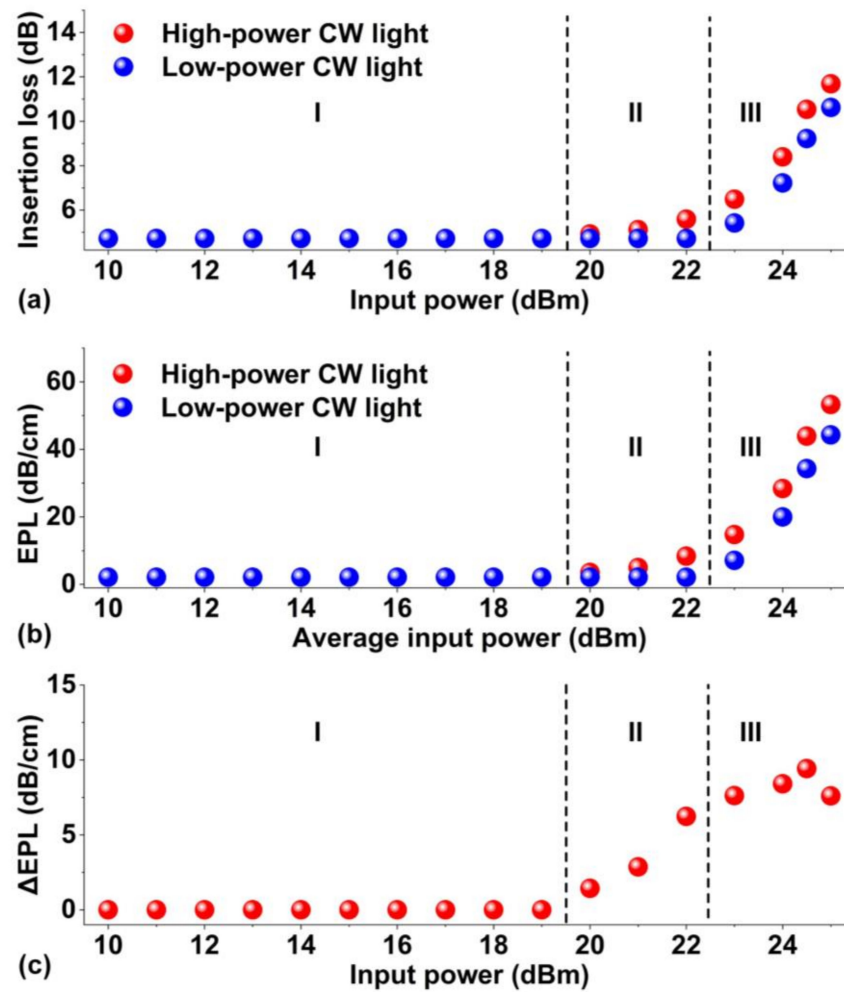 Insertion loss (dB)
14
12
10
8
6
High-power CW light
Low-power CW light
I
II
III
10
12
14
16
18
20
22
24
Input power (dBm)
(a)
EPL (dB/cm)
60
40
20
0
High-power CW light
Low-power CW light
I
II
III
10
12
14
16
18
20
22
24
Average input power (dBm)
(b)
ΔEPL (dB/cm)
15
10
5
0
I
II
III
10
12
14
16
18
20
22
24
Input power (dBm)
(c)